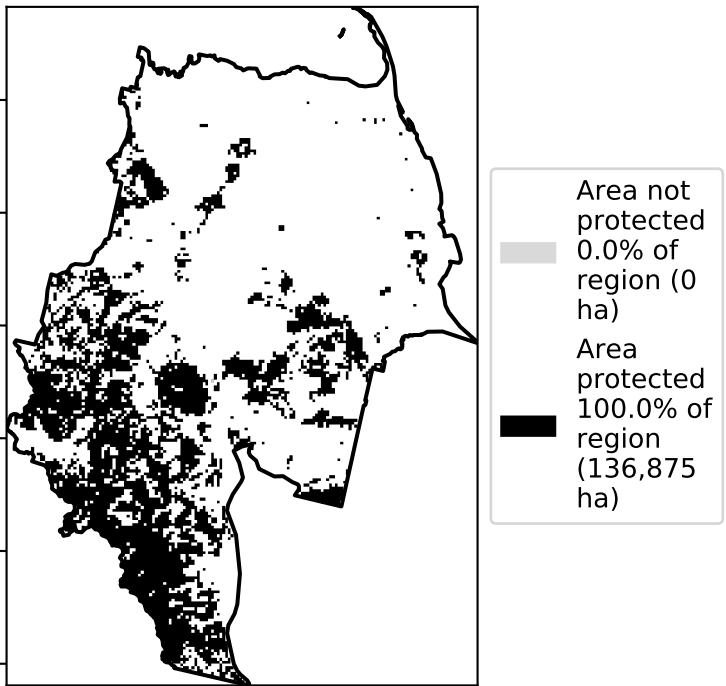 Area not
protected
0.0% of
region (0
ha)
Area
protected
100.0% of
region
(136,875
ha)